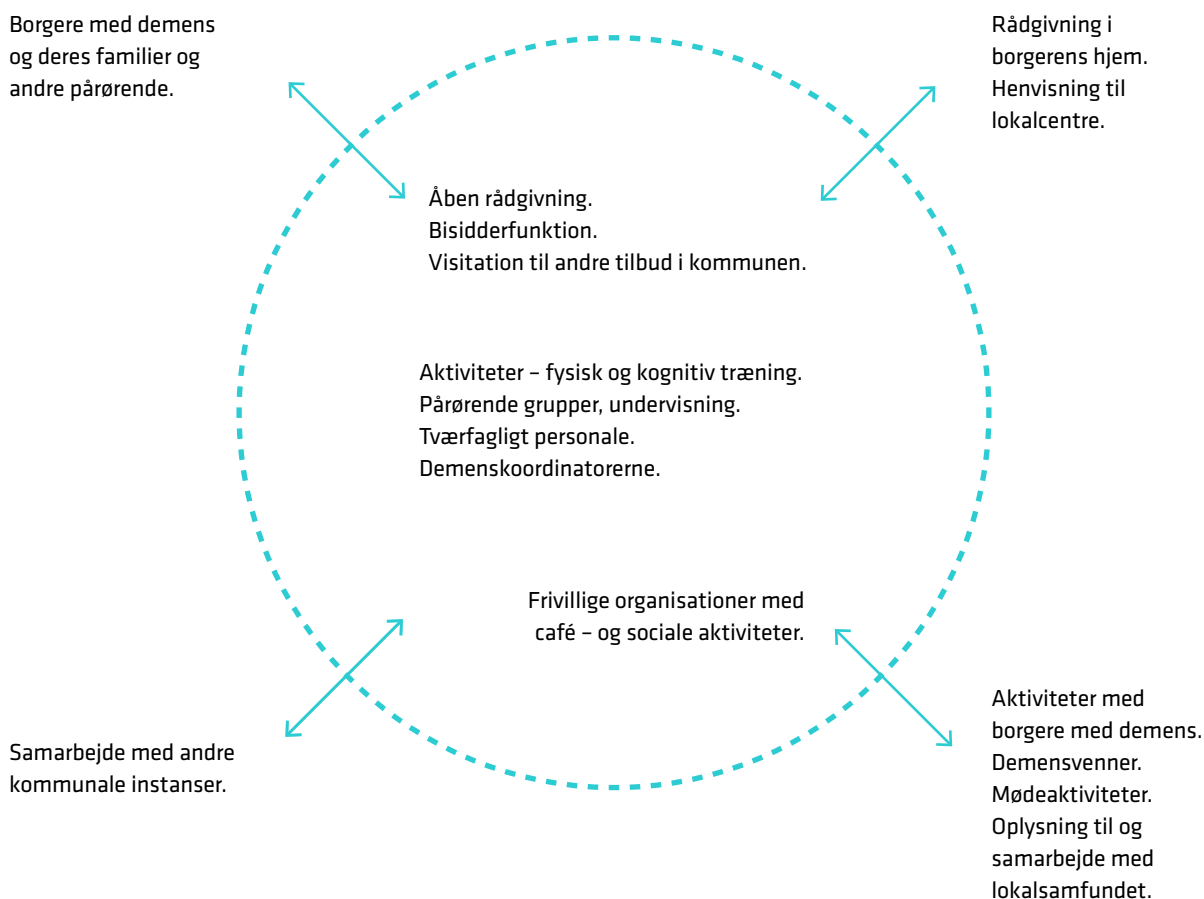 Borgere med demens
og deres familier og
andre pårørende.
Rådgivning i
borgerens hjem.
Henvisning til
lokalcentre.
Åben rådgivning.
Bisidderfunktion.
Visitation til andre tilbud i kommunen.
Aktiviteter – fysisk og kognitiv træning.
Pårørende grupper, undervisning.
Tværfagligt personale.
Demenskoordinatorerne.
Frivillige organisationer med
café – og sociale aktiviteter.
Samarbejde med andre
kommunale instanser.
Aktiviteter med
borgere med demens.
Demensvenner.
Mødeaktiviteter.
Oplysning til og
samarbejde med
lokalsamfundet.